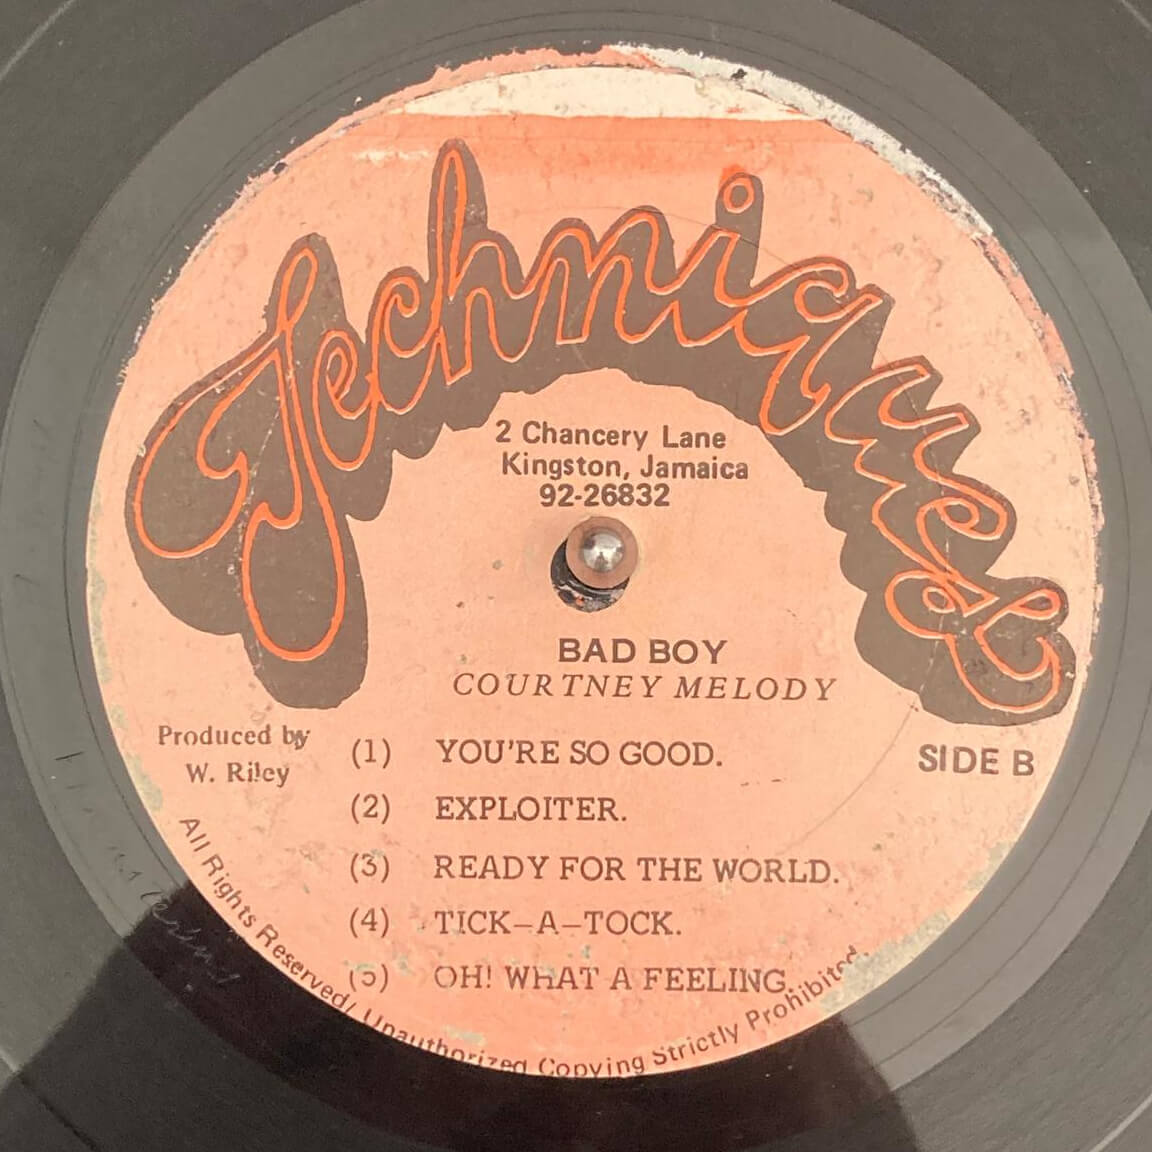 Techniques
2 Chancery Lane
Kingston, Jamaica
92-26832
BAD BOY
COURTNEY MELODY
Produced by
W. Riley
SIDE B
(1) YOU'RE SO GOOD.
(2) EXPLOITER.
(3) READY FOR THE WORLD.
(4) TICK–A–TOCK.
(5) OH! WHAT A FEELING.
All Rights Reserved/ Unauthorized Copying Strictly Prohibited.